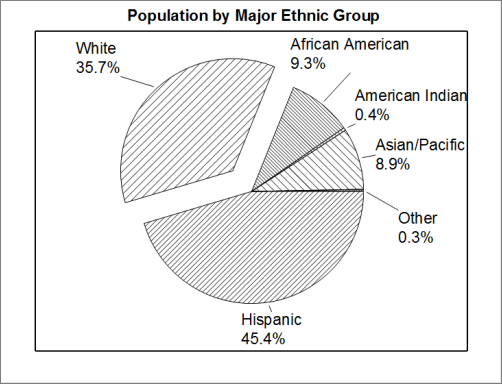 Population by Major Ethnic Group
White
35.7%
African American
9.3%
American Indian
0.4%
Asian/Pacific
8.9%
Other
0.3%
Hispanic
45.4%